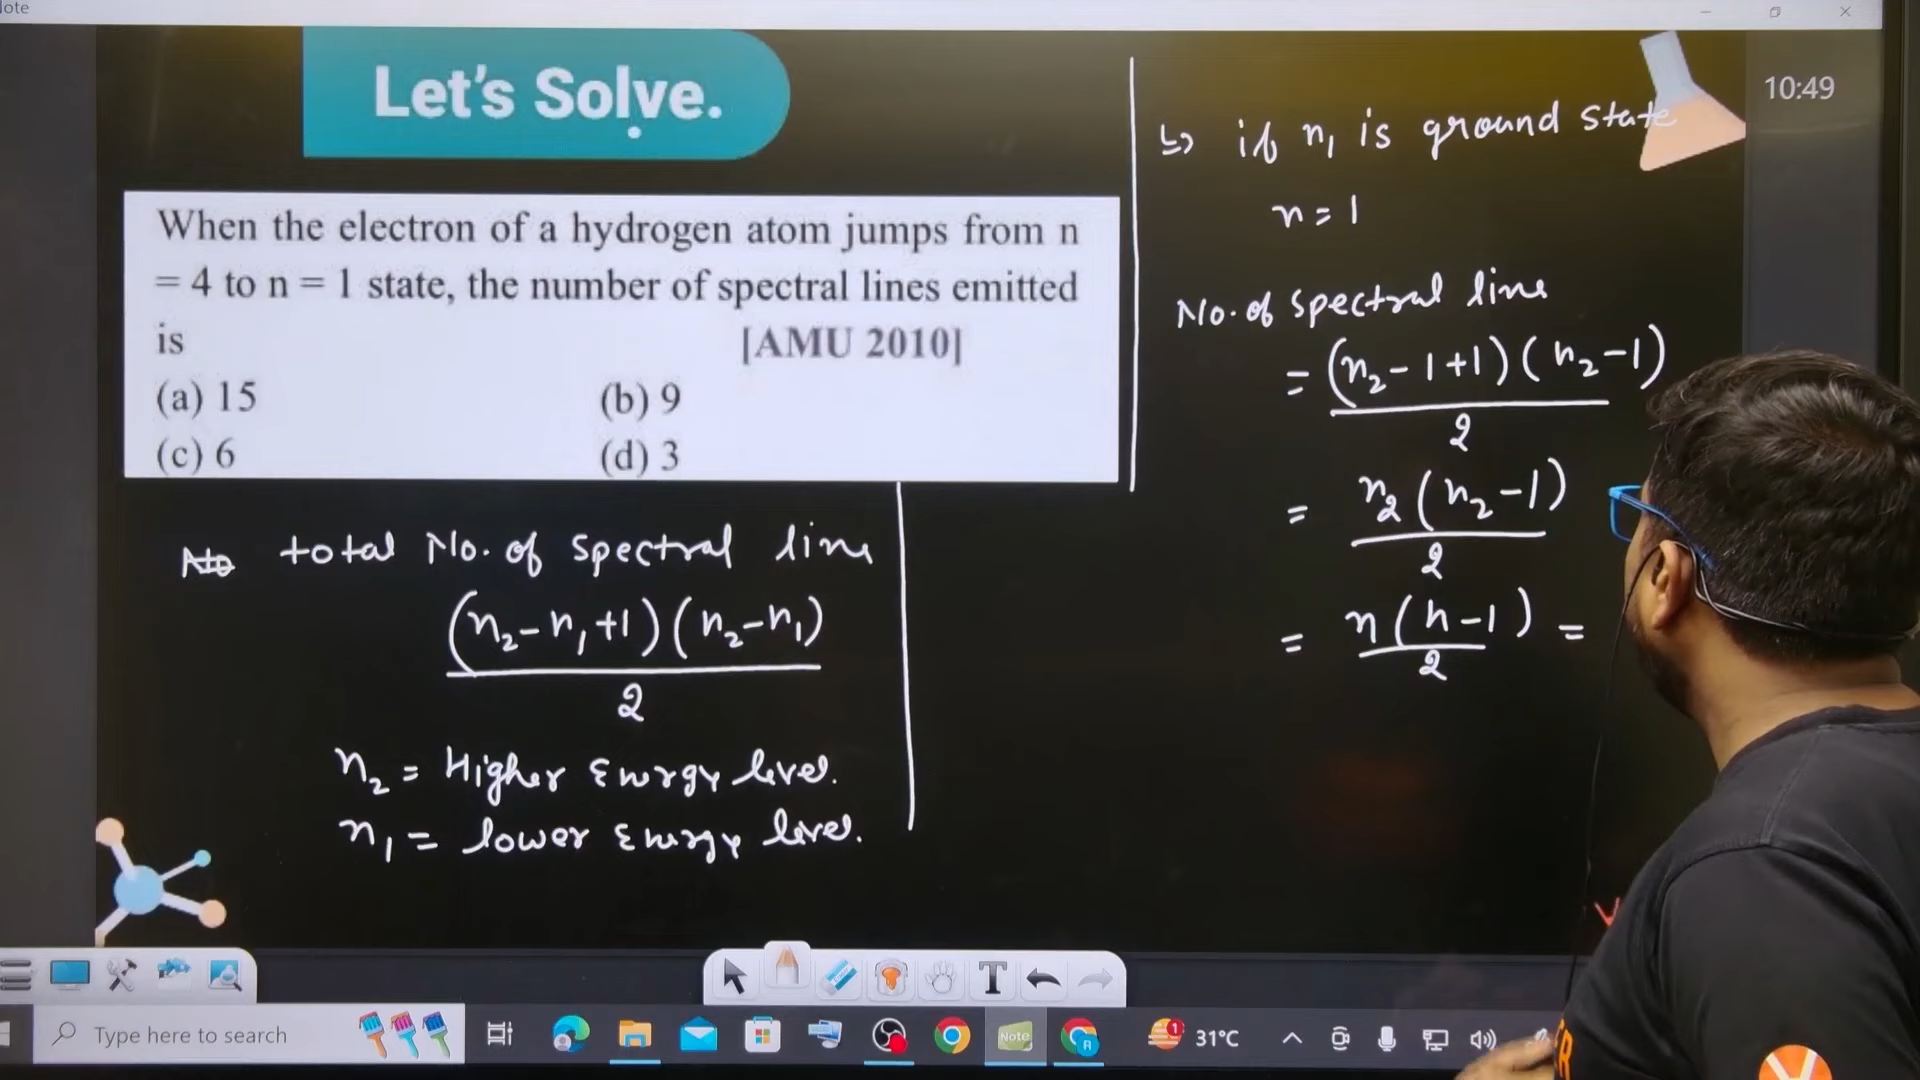 ote
Let's Solve.
10:49
When the electron of a hydrogen atom jumps from n
= 4 to n = 1 state, the number of spectral lines emitted
is [AMU 2010]
(a) 15 (b) 9
(c) 6 (d) 3
total No. of spectral line
(n₂-n₁+1)(n₂-n₁)
2
n₂ = Higher Energy level.
n₁ = lower Energy level.
↳ if n₁ is ground state
n = 1
No. of spectral line
= (n₂-1+1)(n₂-1)
2
= n₂(n₂-1)
2
= n(n-1) =
2
T
Type here to search
Note
R
1
31°C
R